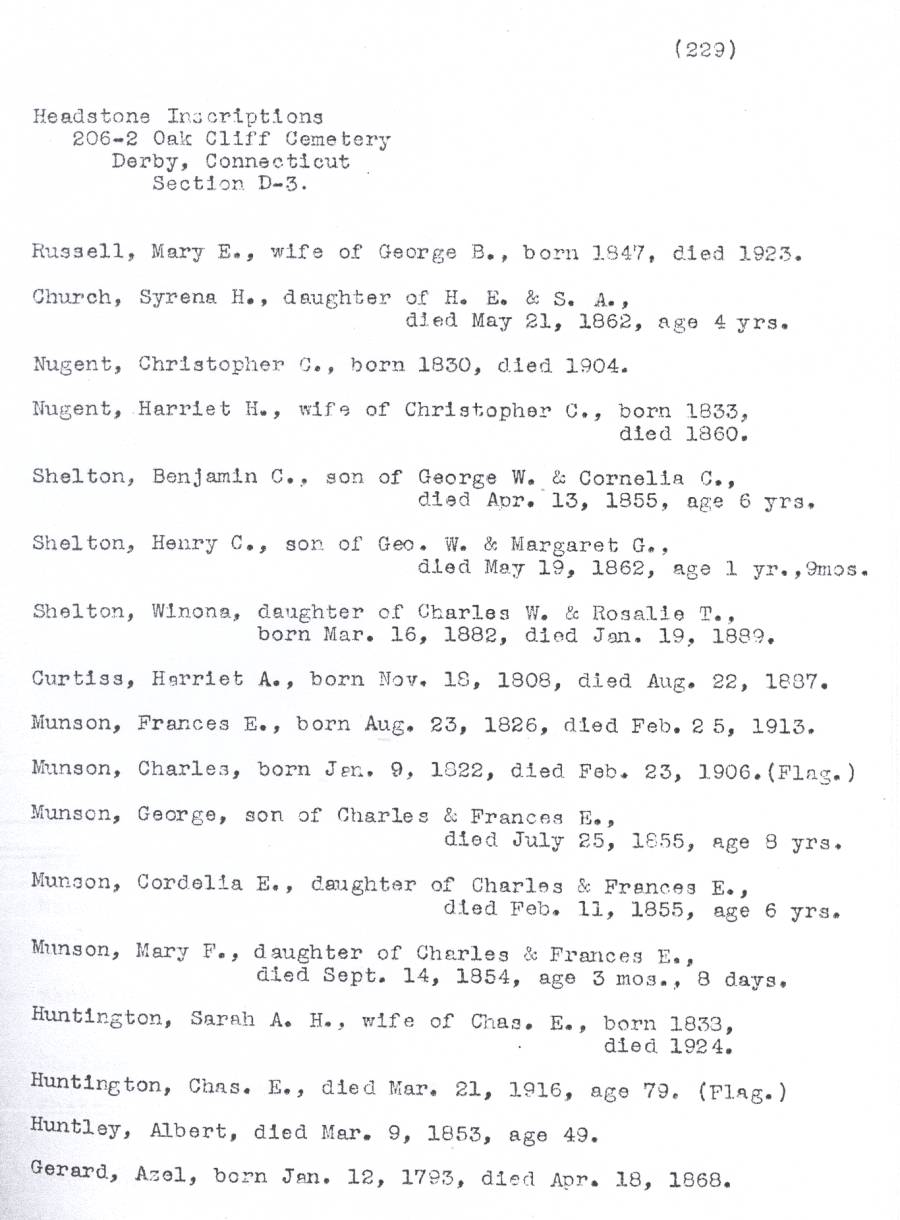 (229)
Headstone Inscriptions
206-2 Oak Cliff Cemetery
Derby, Connecticut
Section D-3.
Russell, Mary E., wife of George B., born 1847, died 1923.
Church, Syrena H., daughter of H. E. & S. A.,
died May 21, 1862, age 4 yrs.
Nugent, Christopher C., born 1830, died 1904.
Nugent, Harriet H., wife of Christopher C., born 1833,
died 1860.
Shelton, Benjamin C., son of George W. & Cornelia C.,
died Apr. 13, 1855, age 6 yrs.
Shelton, Henry C., son of Geo. W. & Margaret G.,
died May 19, 1862, age 1 yr.,9mos.
Shelton, Winona, daughter of Charles W. & Rosalie T.,
born Mar. 16, 1882, died Jan. 19, 1889.
Curtiss, Harriet A., born Nov. 18, 1808, died Aug. 22, 1887.
Munson, Frances E., born Aug. 23, 1826, died Feb. 25, 1913.
Munson, Charles, born Jan. 9, 1822, died Feb. 23, 1906.(Flag.)
Munson, George, son of Charles & Frances E.,
died July 25, 1855, age 8 yrs.
Munson, Cordelia E., daughter of Charles & Frances E.,
died Feb. 11, 1855, age 6 yrs.
Munson, Mary F., daughter of Charles & Frances E.,
died Sept. 14, 1854, age 3 mos., 8 days.
Huntington, Sarah A. H., wife of Chas. E., born 1833,
died 1924.
Huntington, Chas. E., died Mar. 21, 1916, age 79. (Flag.)
Huntley, Albert, died Mar. 9, 1853, age 49.
Gerard, Azel, born Jan. 12, 1793, died Apr. 18, 1868.